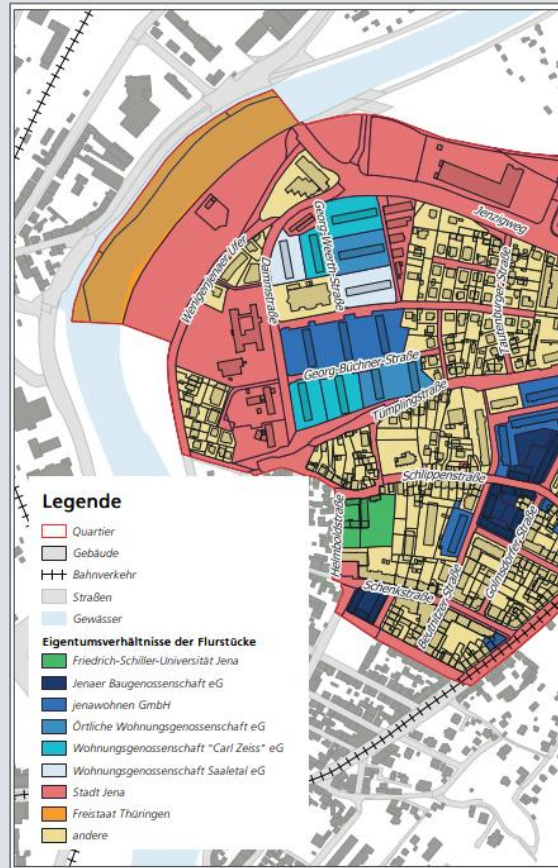 Jenzigweg
Georg-Weerth-Straße
Wenigenjenaer Ufer
Dammstraße
Tautenburger Straße
Georg-Büchner-Straße
Tümplingstraße
Schlippenstraße
Helmboldstraße
Golmsdorfer-Straße
Schenkstraße
Beutnitzer-Straße
Legende
Quartier
Gebäude
Bahnverkehr
Straßen
Gewässer
Eigentumsverhältnisse der Flurstücke
Friedrich-Schiller-Universität Jena
Jenaer Baugenossenschaft eG
jenawohnen GmbH
Örtliche Wohnungsgenossenschaft eG
Wohnungsgenossenschaft "Carl Zeiss" eG
Wohnungsgenossenschaft Saaletal eG
Stadt Jena
Freistaat Thüringen
andere